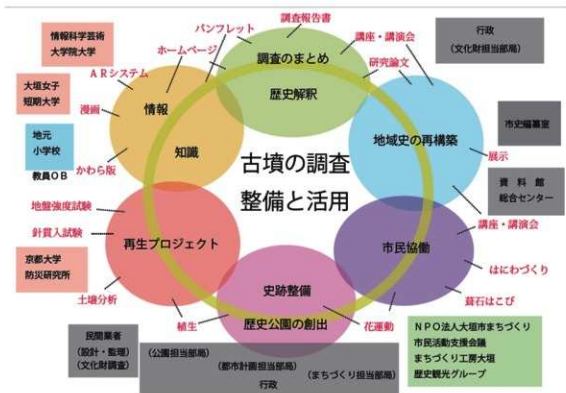 調査報告書
パンフレット
講座・講演会
行政
(文化財担当部局)
情報科学芸術
大学院大学
ホームページ
調査のまとめ
研究論文
ARシステム
歴史解釈
大垣女子
短期大学
情報
漫画
地域史の再構築
市史編纂室
地元
小学校
教員OB
知識
展示
かわら版
古墳の調査
整備と活用
資料館
総合センター
地盤強度試験
針貫入試験
講座・講演会
再生プロジェクト
市民協働
京都大学
防災研究所
はにわづくり
史跡整備
土壌分析
葺石はこび
植生
歴史公園の創出
花運動
民間業者
(設計・監理)
(文化財調査)
(公園担当部局)
(都市計画担当部局)
(まちづくり担当部局)
行政
NPO法人大垣市まちづくり
市民活動支援会議
まちづくり工房大垣
歴史観光グループ